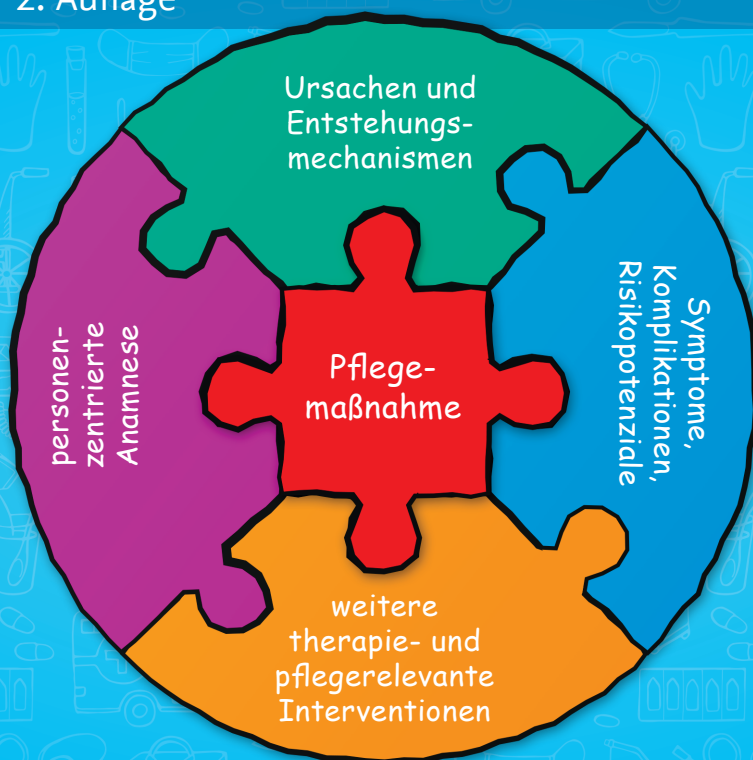 2. Auflage
Ursachen und
Entstehungs-
mechanismen
personen-
zentrierte
Anamnese
Pflege-
maßnahme
Symptome,
Komplikationen,
Risikopotenziale
weitere
therapie- und
pflegerelevante
Interventionen